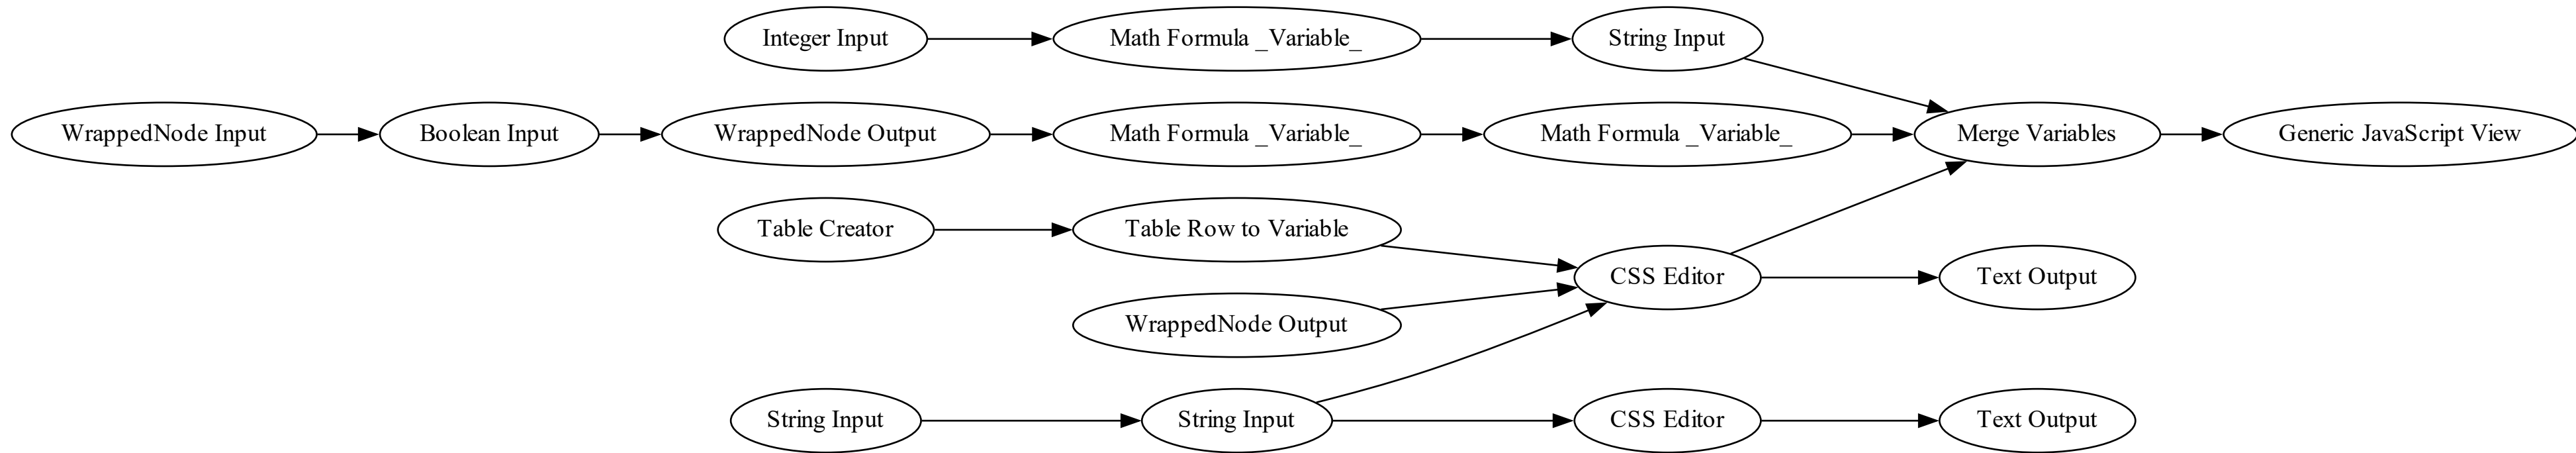 Integer Input
Math Formula _Variable_
String Input
WrappedNode Input
Boolean Input
WrappedNode Output
Math Formula _Variable_
Math Formula _Variable_
Merge Variables
Generic JavaScript View
Table Creator
Table Row to Variable
CSS Editor
Text Output
WrappedNode Output
String Input
String Input
CSS Editor
Text Output